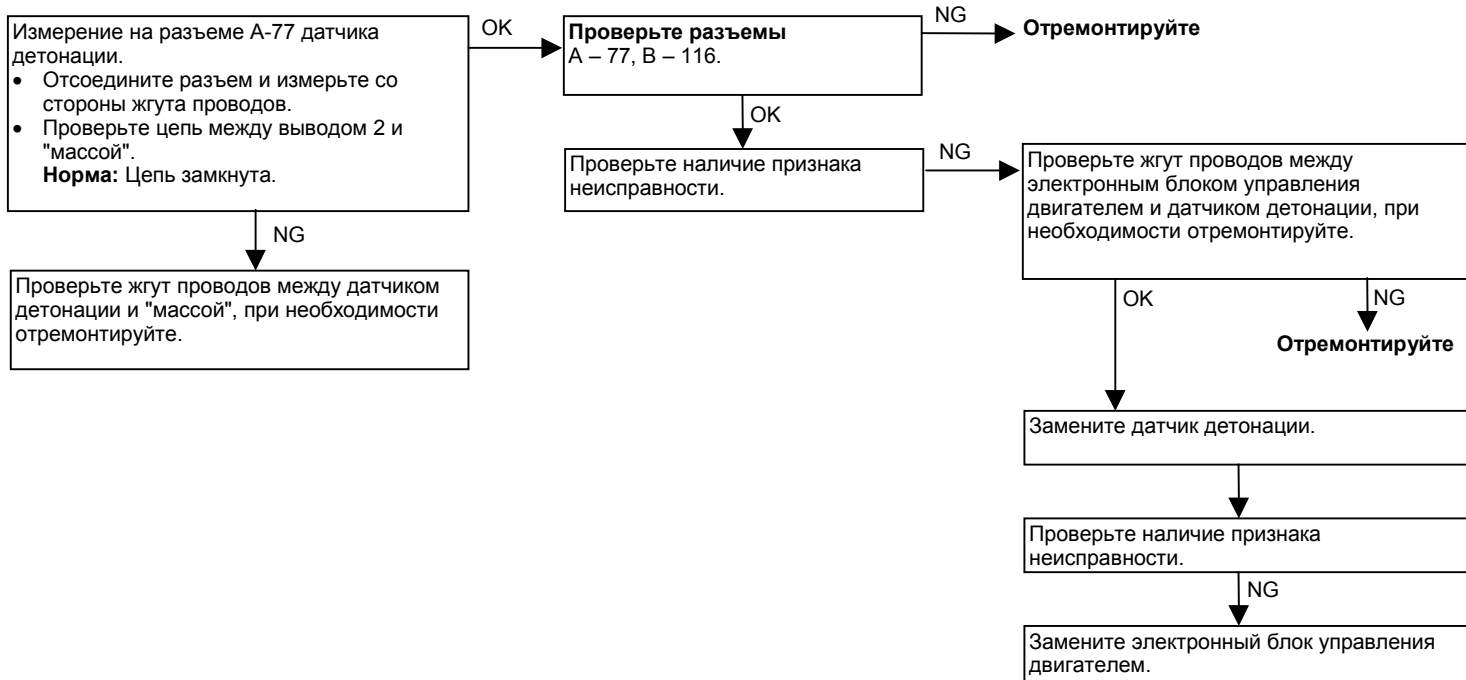 Измерение на разъеме А-77 датчика
детонации.
• Отсоедините разъем и измерьте со
стороны жгута проводов.
• Проверьте цепь между выводом 2 и
"массой".
Норма: Цепь замкнута.
OK
Проверьте разъемы
А – 77, В – 116.
NG
Отремонтируйте
OK
Проверьте наличие признака
неисправности.
NG
Проверьте жгут проводов между
электронным блоком управления
двигателем и датчиком детонации, при
необходимости отремонтируйте.
NG
Проверьте жгут проводов между датчиком
детонации и "массой", при необходимости
отремонтируйте.
OK
NG
Отремонтируйте
Замените датчик детонации.
Проверьте наличие признака
неисправности.
NG
Замените электронный блок управления
двигателем.